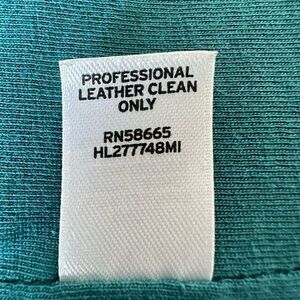 PROFESSIONAL
LEATHER CLEAN
ONLY
RN58665
HL277748MI